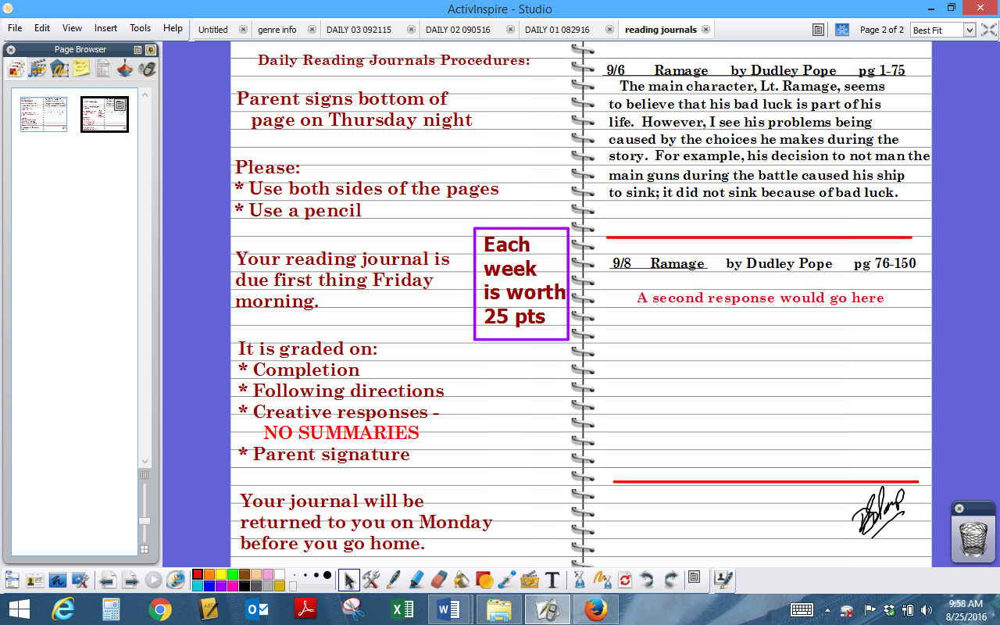 ActivInspire - Studio
File Edit View Insert Tools Help
Untitled genre info DAILY 03 092115 DAILY 02 090516 DAILY 01 082916 reading journals
Page 2 of 2 Best Fit
Page Browser
Daily Reading Journals Procedures:
Parent signs bottom of
page on Thursday night
Please:
* Use both sides of the pages
* Use a pencil
Your reading journal is
due first thing Friday
morning.
Each
week
is worth
25 pts
It is graded on:
* Completion
* Following directions
* Creative responses -
NO SUMMARIES
* Parent signature
Your journal will be
returned to you on Monday
before you go home.
9/6 Ramage by Dudley Pope pg 1-75
The main character, Lt. Ramage, seems
to believe that his bad luck is part of his
life. However, I see his problems being
caused by the choices he makes during the
story. For example, his decision to not man the
main guns during the battle caused his ship
to sink; it did not sink because of bad luck.
9/8 Ramage by Dudley Pope pg 76-150
A second response would go here
9:58 AM
8/25/2016